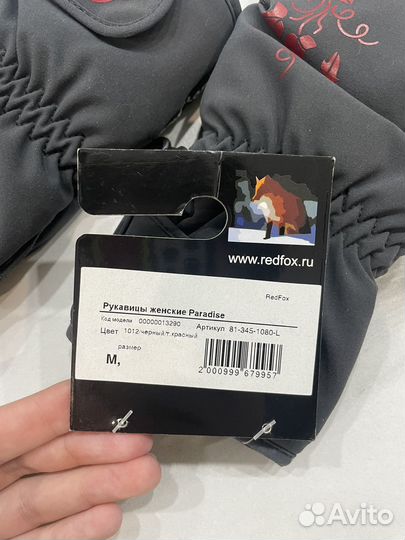 www.redfox.ru
RedFox
Рукавицы женские Paradise
Код модели 00000013290
Цвет 1012/черный/т.красный Артикул 81-345-1080-L
размер
M,
2 000999 679957
Avito